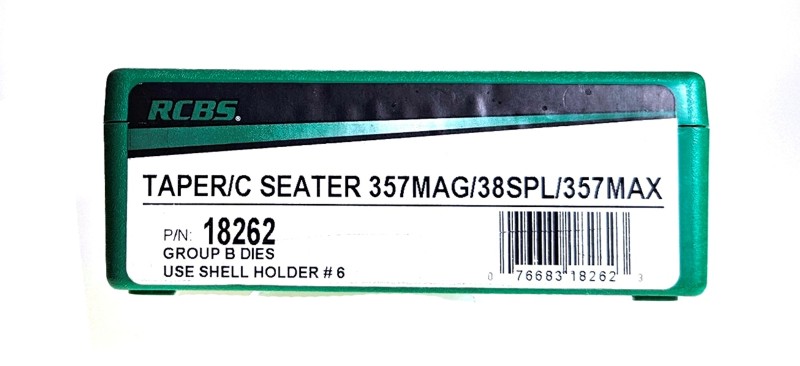 RCBS®
TAPER/C SEATER 357MAG/38SPL/357MAX
P/N: 18262
GROUP B DIES
USE SHELL HOLDER # 6
0 76683 18262 3